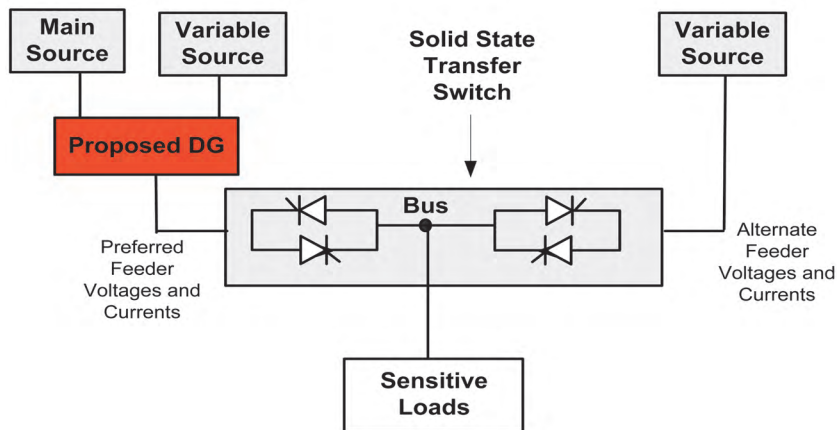 Main
Source
Variable
Source
Solid State
Transfer
Switch
Variable
Source
Proposed DG
Bus
Preferred
Feeder
Voltages and
Currents
Alternate
Feeder
Voltages and
Currents
Sensitive
Loads